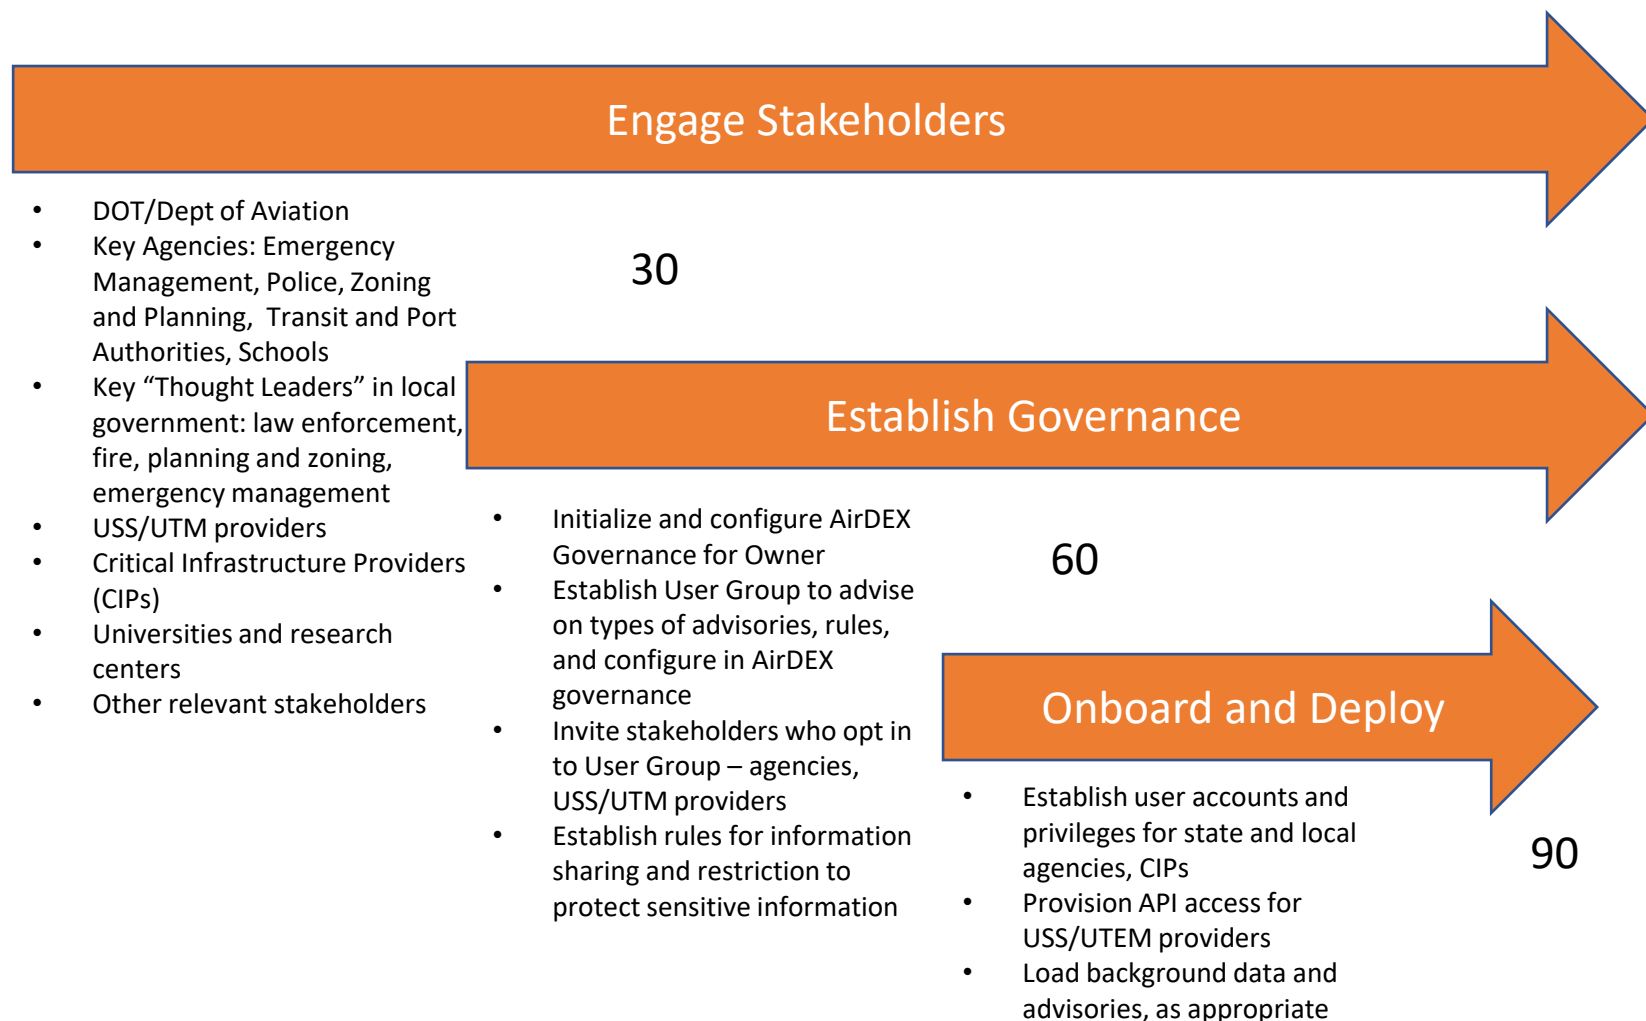 Engage Stakeholders
• DOT/Dept of Aviation
• Key Agencies: Emergency
Management, Police, Zoning
and Planning, Transit and Port
Authorities, Schools
• Key “Thought Leaders” in local
government: law enforcement,
fire, planning and zoning,
emergency management
• USS/UTM providers
• Critical Infrastructure Providers
(CIPs)
• Universities and research
centers
• Other relevant stakeholders
30
Establish Governance
• Initialize and configure AirDEX
Governance for Owner
• Establish User Group to advise
on types of advisories, rules,
and configure in AirDEX
governance
• Invite stakeholders who opt in
to User Group – agencies,
USS/UTM providers
• Establish rules for information
sharing and restriction to
protect sensitive information
60
Onboard and Deploy
• Establish user accounts and
privileges for state and local
agencies, CIPs
• Provision API access for
USS/UTEM providers
• Load background data and
advisories, as appropriate
90